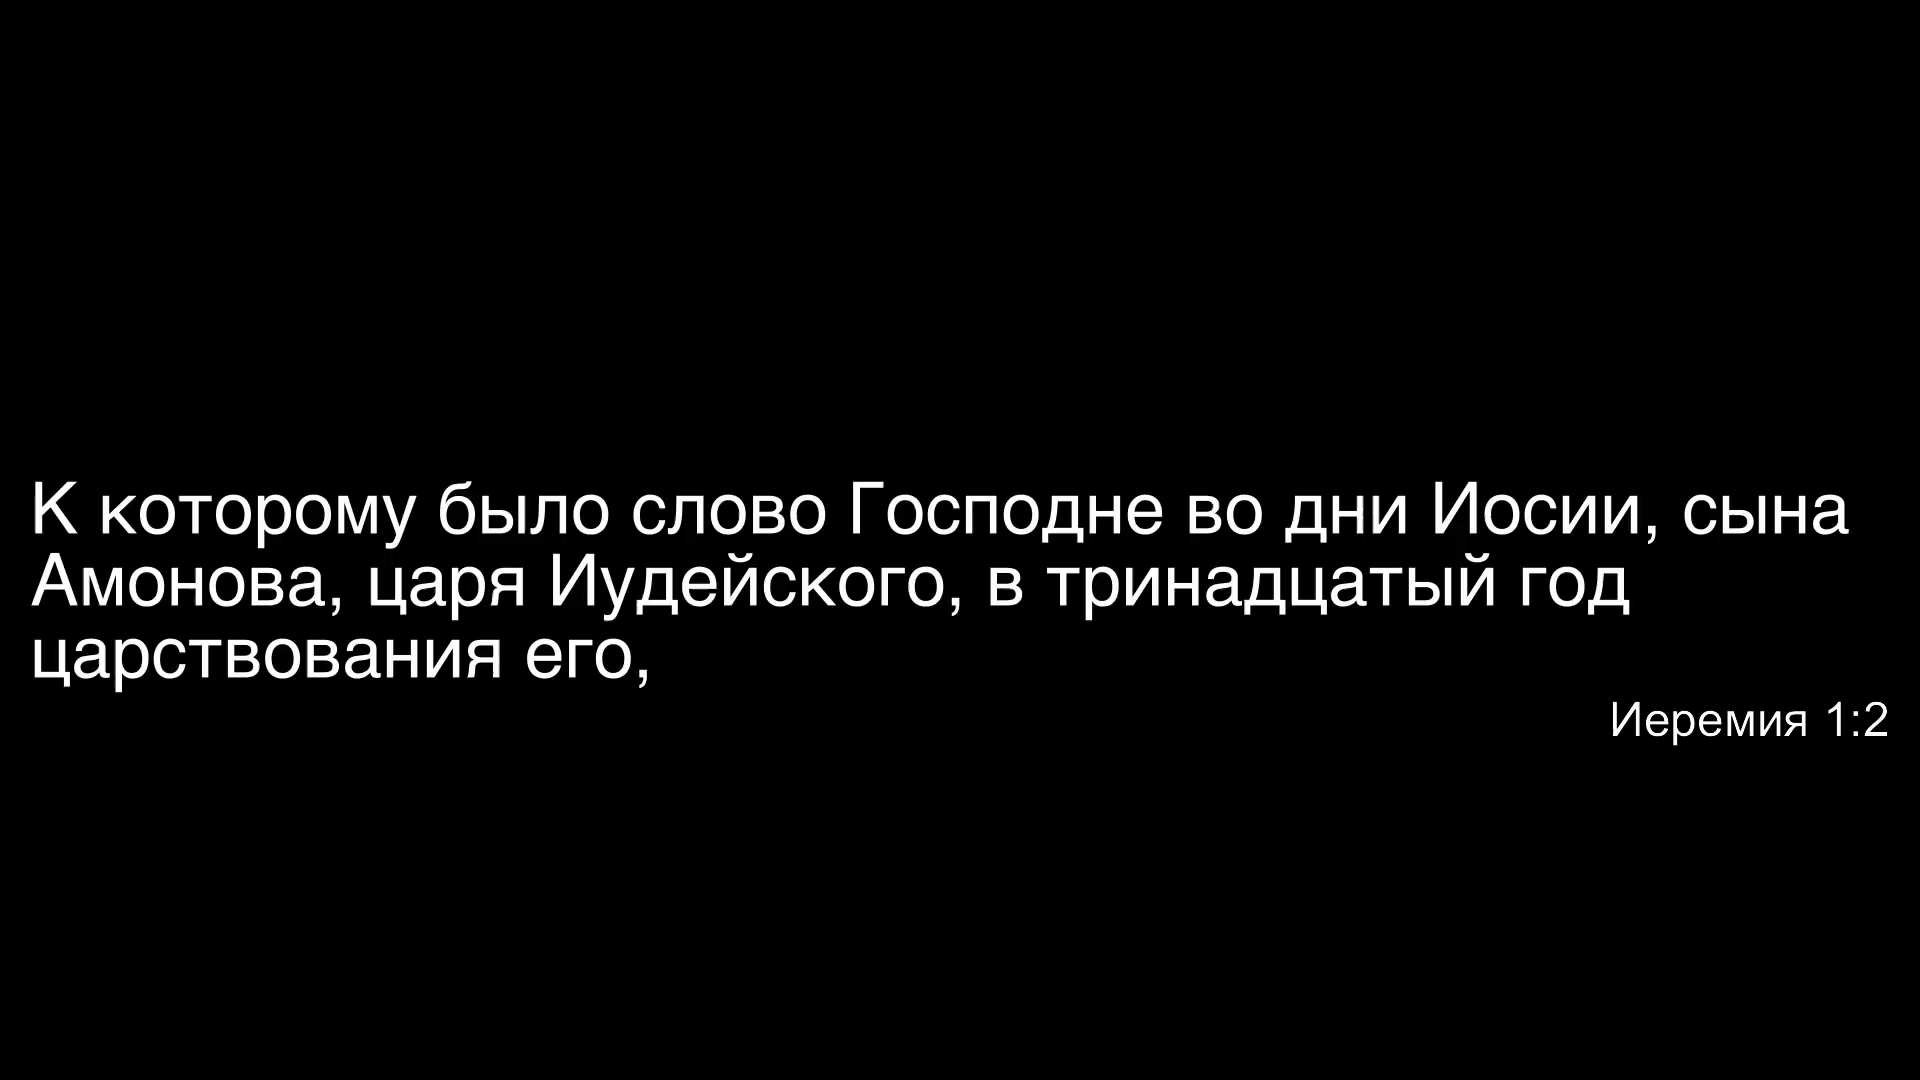 К которому было слово Господне во дни Иосии, сына
Амонова, царя Иудейского, в тринадцатый год
царствования его,
Иеремия 1:2